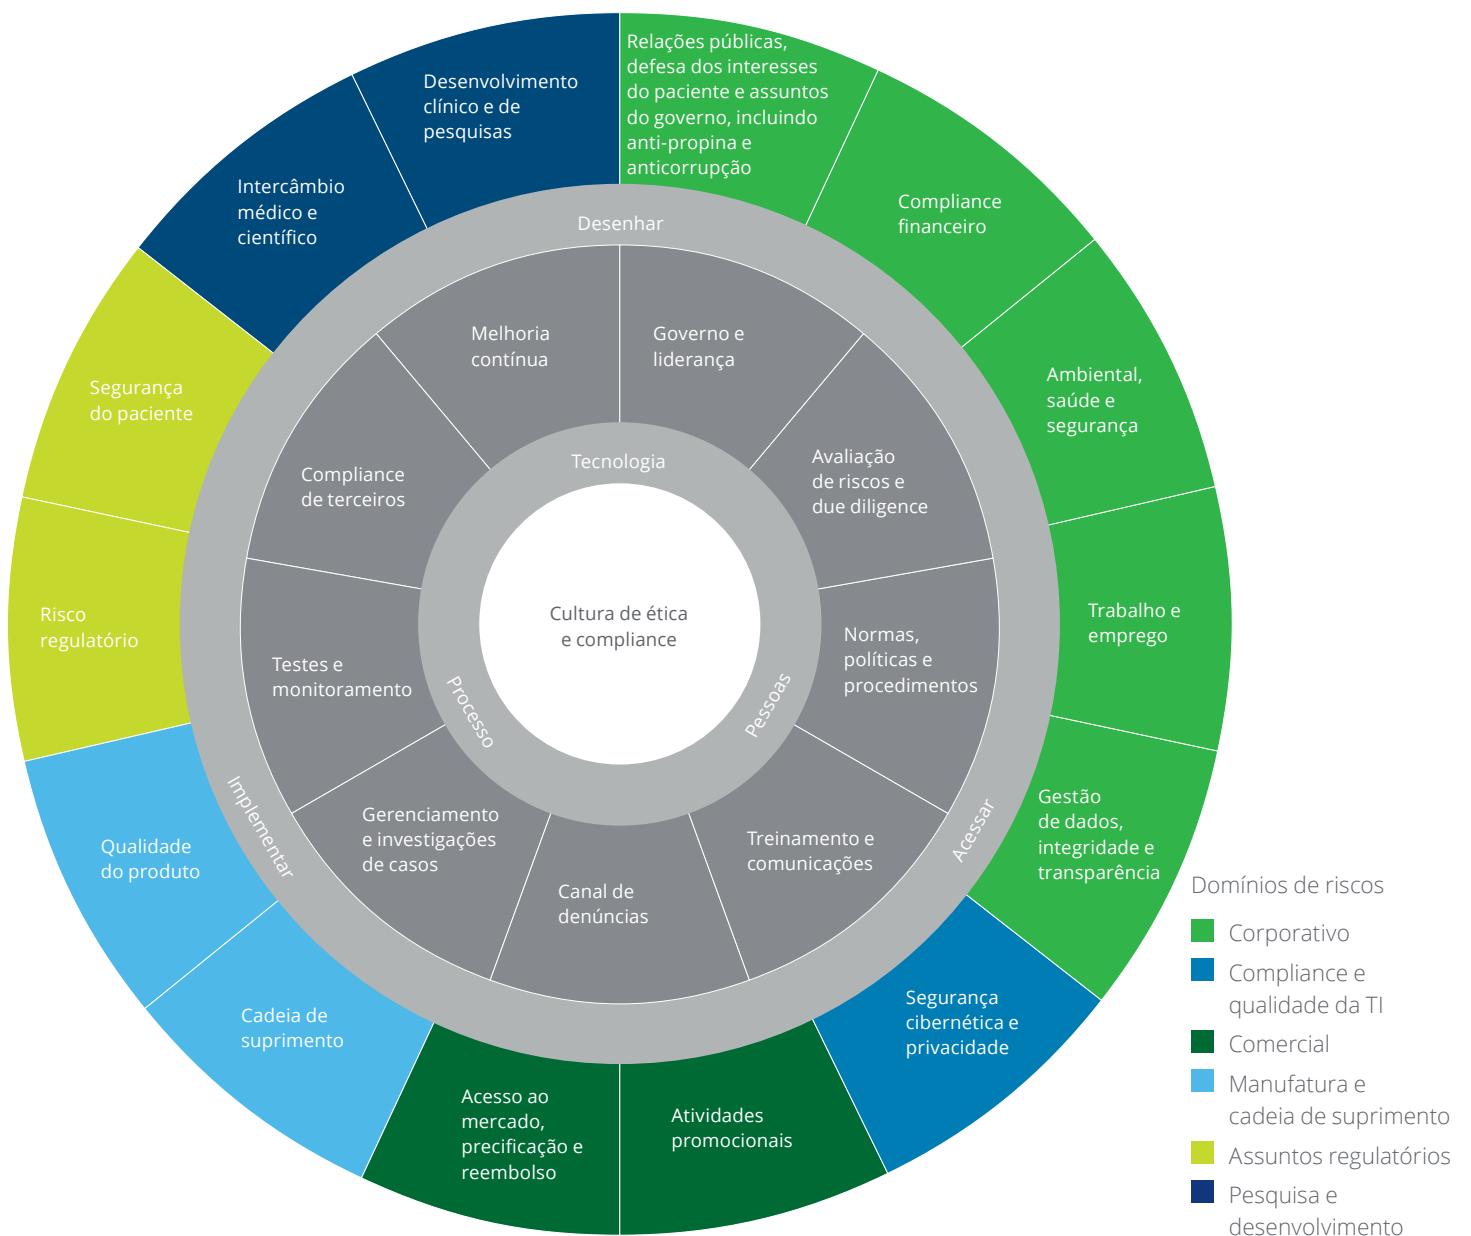 Relações públicas,
defesa dos interesses
do paciente e assuntos
do governo, incluindo
anti-propina e
anticorrupção
Compliance
financeiro
Ambiental,
saúde e
segurança
Trabalho e
emprego
Gestão
de dados,
integridade e
transparência
Segurança
cibernética e
privacidade
Atividades
promocionais
Acesso ao
mercado,
precificação e
reembolso
Cadeia de
suprimento
Qualidade
do produto
Risco
regulatório
Segurança
do paciente
Intercâmbio
médico e
científico
Desenvolvimento
clínico e de
pesquisas
Desenhar
Acessar
Implementar
Governo e
liderança
Avaliação
de riscos e
due diligence
Normas,
políticas e
procedimentos
Treinamento e
comunicações
Canal de
denúncias
Gerenciamento
e investigações
de casos
Testes e
monitoramento
Compliance
de terceiros
Melhoria
contínua
Tecnologia
Pessoas
Processo
Cultura de ética
e compliance
Domínios de riscos
Corporativo
Compliance e
qualidade da TI
Comercial
Manufatura e
cadeia de suprimento
Assuntos regulatórios
Pesquisa e
desenvolvimento